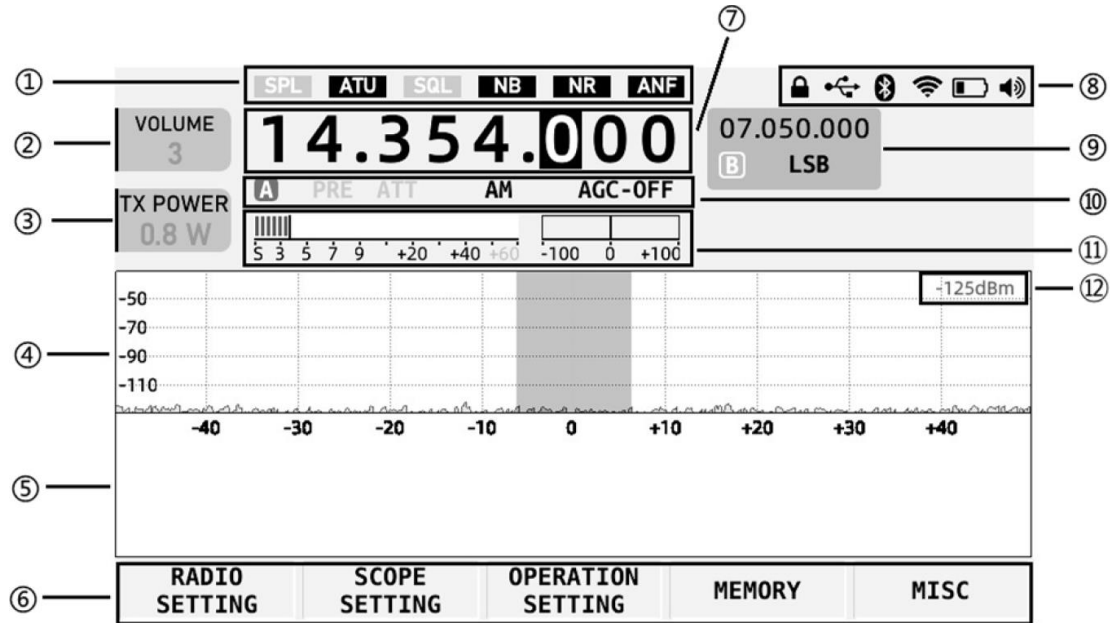 ⑦
① SPL ATU SQL NB NR ANF ⑧
② VOLUME 3 14.354.000 07.050.000 ⑨
B LSB
A PRE ATT AM AGC-OFF ⑩
③ TX POWER 0.8 W
S 3 5 7 9 +20 +40 +60 -100 0 +100 ⑪
-125dBm ⑫
-50
-70
④ -90
-110
-40 -30 -20 -10 0 +10 +20 +30 +40
⑤
⑥ RADIO SETTING SCOPE SETTING OPERATION SETTING MEMORY MISC